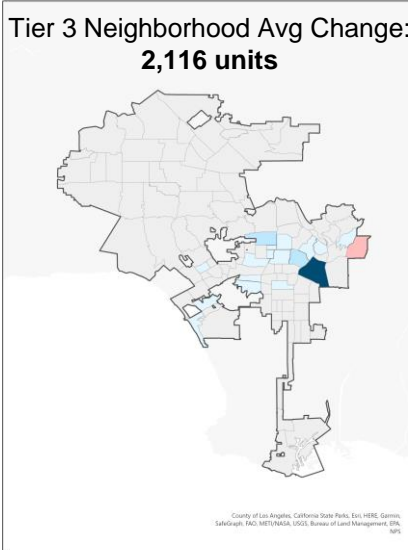 Tier 3 Neighborhood Avg Change:
2,116 units
County of Los Angeles, California State Parks, Esri, HERE, Garmin,
SafeGraph, FAO, METI/NASA, USGS, Bureau of Land Management, EPA,
NPS